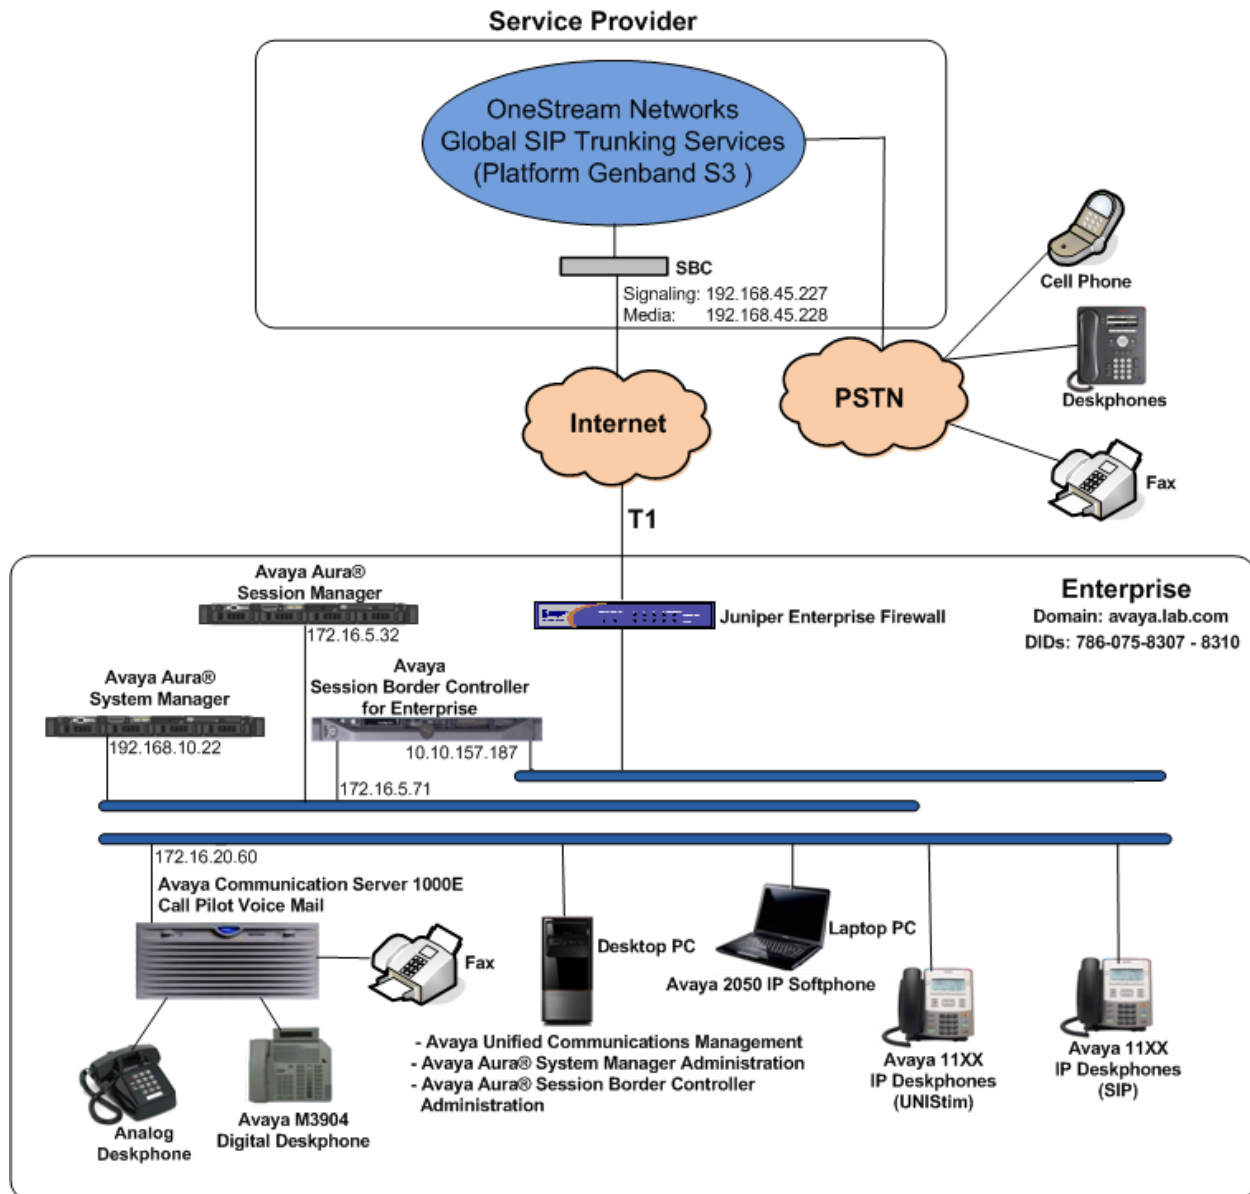 Service Provider
OneStream Networks
Global SIP Trunking Services
(Platform Genband S3 )
SBC
Signaling: 192.168.45.227
Media: 192.168.45.228
Cell Phone
Deskphones
PSTN
Internet
Fax
T1
Avaya Aura®
Session Manager
172.16.5.32
Juniper Enterprise Firewall
Enterprise
Domain: avaya.lab.com
DIDs: 786-075-8307 - 8310
Avaya Aura®
System Manager
192.168.10.22
Avaya
Session Border Controller
for Enterprise
10.10.157.187
172.16.5.71
172.16.20.60
Avaya Communication Server 1000E
Call Pilot Voice Mail
Fax
Desktop PC
Laptop PC
Avaya 2050 IP Softphone
- Avaya Unified Communications Management
- Avaya Aura® System Manager Administration
- Avaya Aura® Session Border Controller
Administration
Avaya 11XX
IP Deskphones
(UNIStim)
Avaya 11XX
IP Deskphones
(SIP)
Analog
Deskphone
Avaya M3904
Digital Deskphone